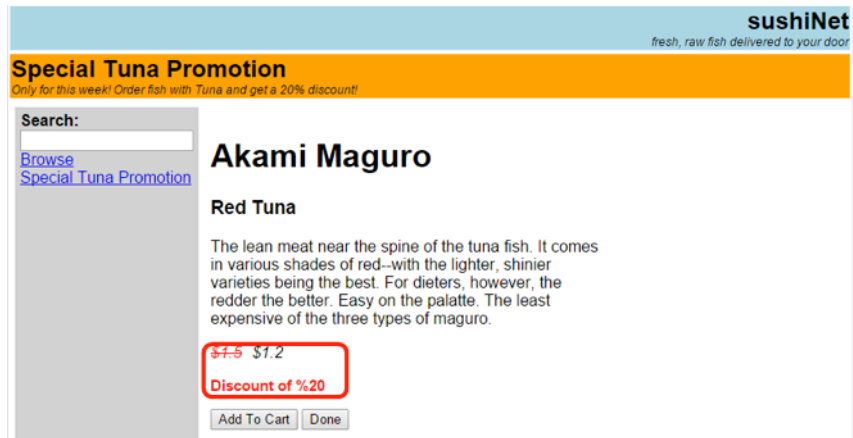 sushiNet
fresh, raw fish delivered to your door
Special Tuna Promotion
Only for this week! Order fish with Tuna and get a 20% discount!
Search:
Browse
Special Tuna Promotion
Akami Maguro
Red Tuna
The lean meat near the spine of the tuna fish. It comes
in various shades of red--with the lighter, shinier
varieties being the best. For dieters, however, the
redder the better. Easy on the palatte. The least
expensive of the three types of maguro.
$1.5 $1.2
Discount of %20
Add To Cart Done